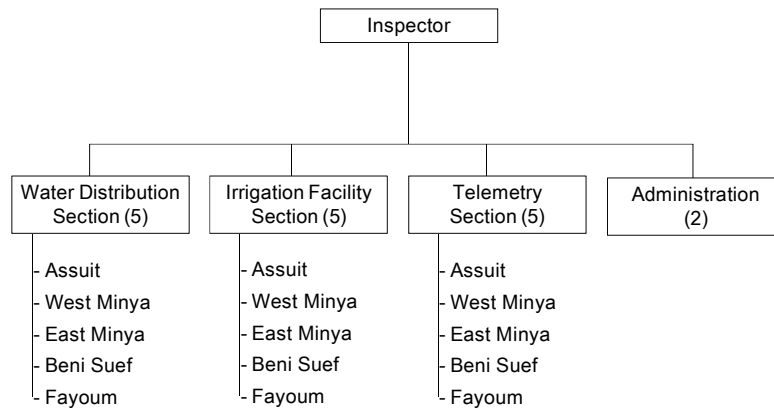 Inspector
Water Distribution
Section (5)
- Assuit
- West Minya
- East Minya
- Beni Suef
- Fayoum
Irrigation Facility
Section (5)
- Assuit
- West Minya
- East Minya
- Beni Suef
- Fayoum
Telemetry
Section (5)
- Assuit
- West Minya
- East Minya
- Beni Suef
- Fayoum
Administration
(2)